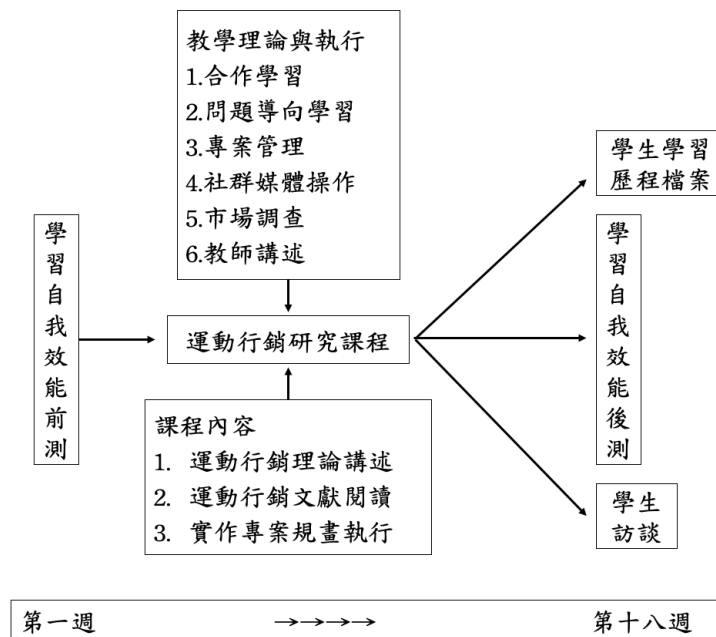 教學理論與執行
1.合作學習
2.問題導向學習
3.專案管理
4.社群媒體操作
5.市場調查
6.教師講述
學習自我效能前測
運動行銷研究課程
課程內容
1. 運動行銷理論講述
2. 運動行銷文獻閱讀
3. 實作專案規畫執行
學生學習
歷程檔案
學習自我效能後測
學生
訪談
第一週 →→→→ 第十八週